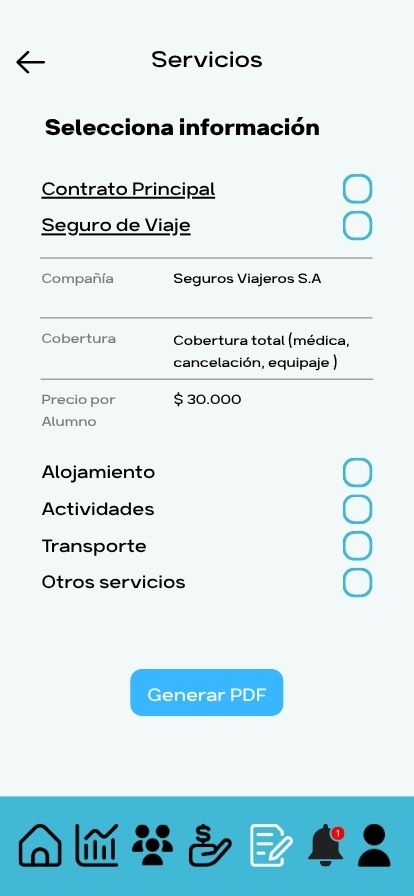 Servicios
Selecciona información
Contrato Principal
Seguro de Viaje
Compañía Seguros Viajeros S.A
Cobertura Cobertura total (médica,
cancelación, equipaje )
Precio por $ 30.000
Alumno
Alojamiento
Actividades
Transporte
Otros servicios
Generar PDF
$
1